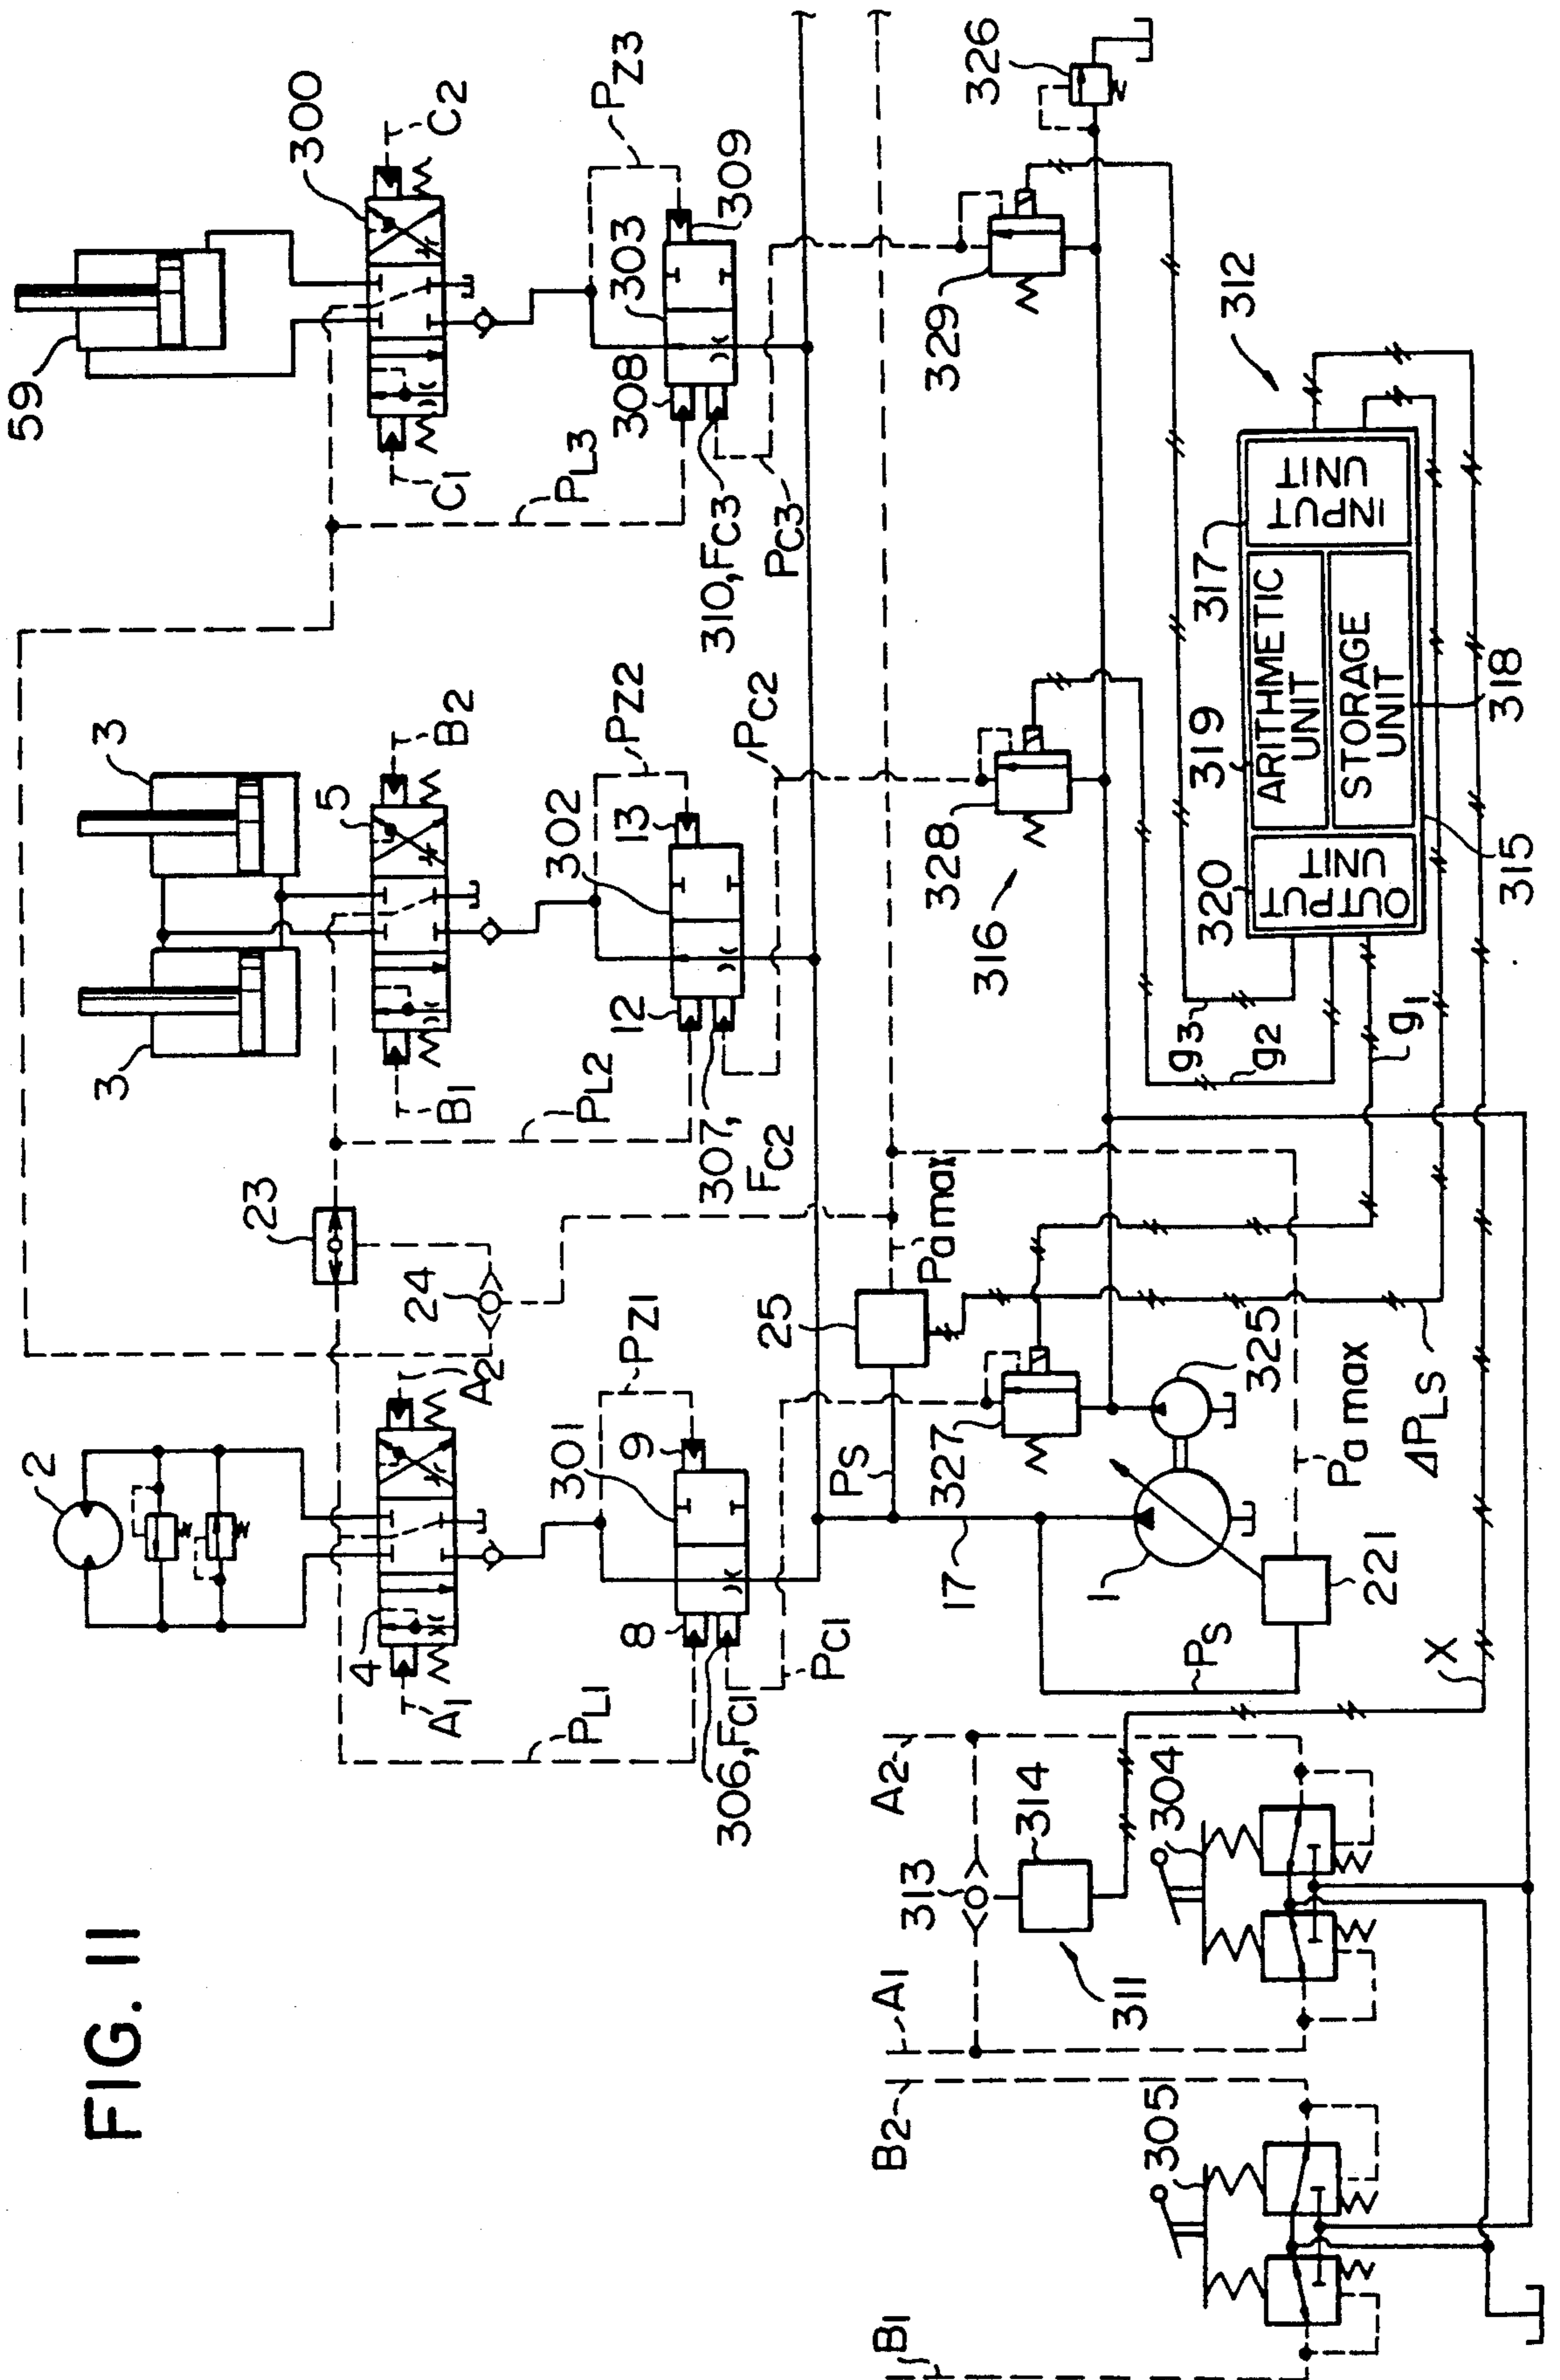 FIG. 11
2
4
A1
A2
PL1
8
306, FC1
301
9
PZ1
PC1
23
24
3
3
5
B1
B2
PL2
12
307,
FC2
302
13
PZ2
PC2
59
300
C1
C2
PL3
308
310, FC3
303
309
PZ3
PC3
B1
B2
305
A1
A2
313
314
311
304
X
17
PS
PS
1
221
25
Pa max
Pa max
327
325
ΔPLS
g1
g2
g3
316
328
329
326
312
320
OUTPUT
UNIT
319
ARITHMETIC
UNIT
STORAGE
UNIT
317
INPUT
UNIT
315
318